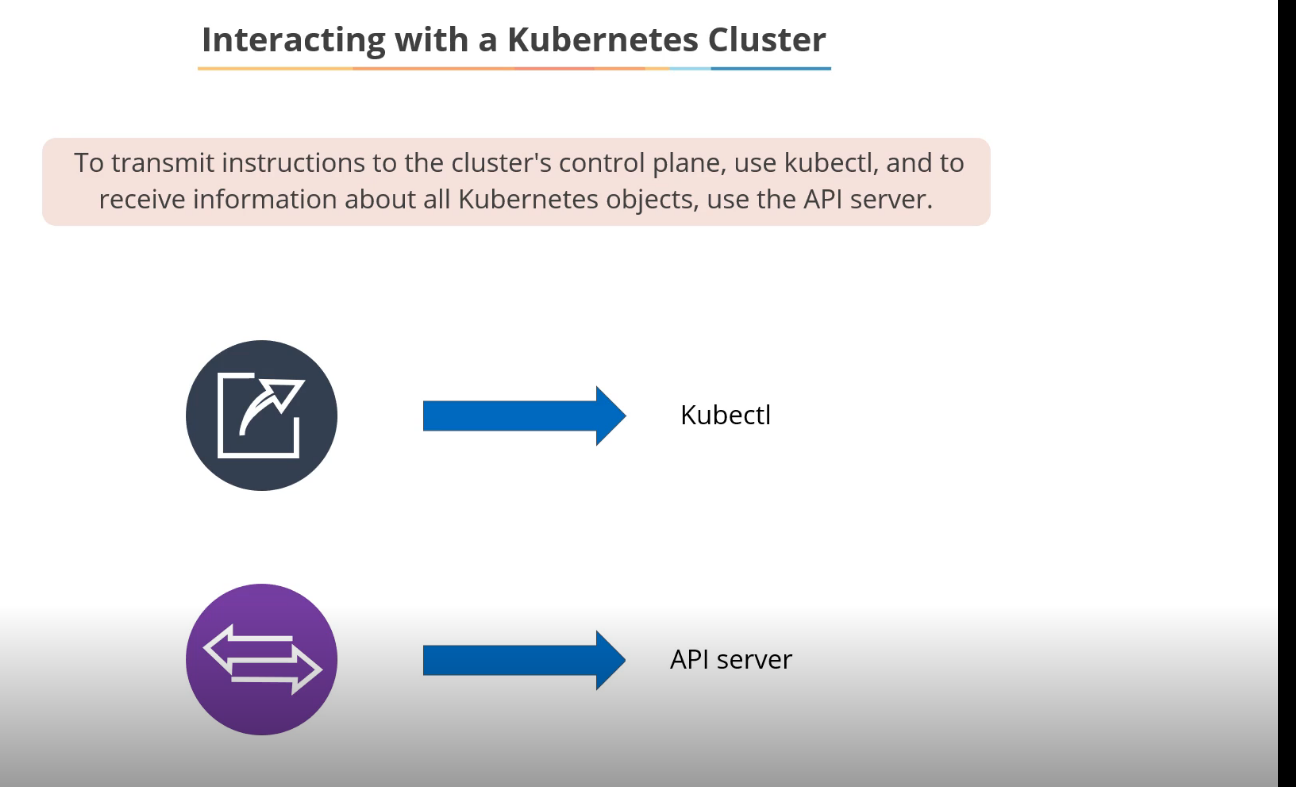 Interacting with a Kubernetes Cluster
To transmit instructions to the cluster's control plane, use kubectl, and to
receive information about all Kubernetes objects, use the API server.
Kubectl
API server